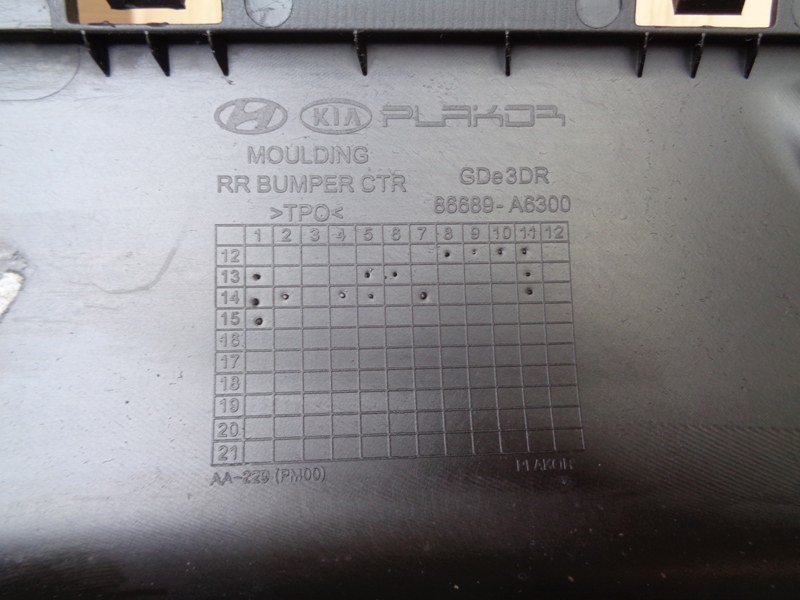 KIA PLAKOR
MOULDING
RR BUMPER CTR
GDe3DR
>TPO<
86689-A6300
1 2 3 4 5 6 7 8 9 10 11 12
12
13
14
15
16
17
18
19
20
21
AA-225 (PM00)
PLAKOR